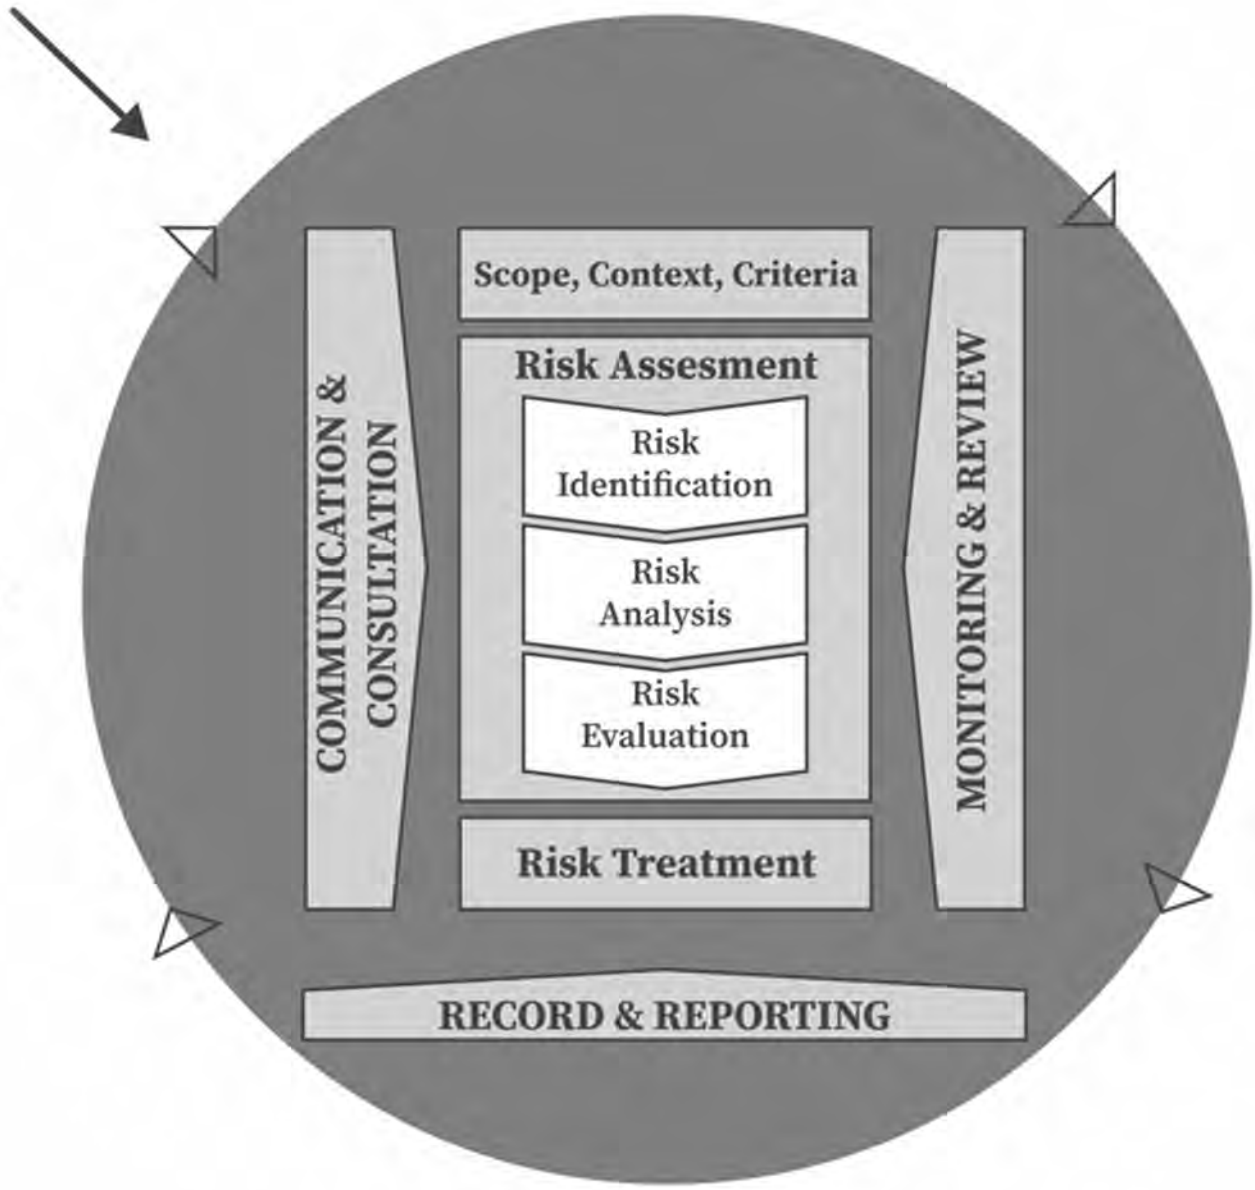 Scope, Context, Criteria
Risk Assesment
Risk
Identification
Risk
Analysis
Risk
Evaluation
Risk Treatment
COMMUNICATION &
CONSULTATION
MONITORING & REVIEW
RECORD & REPORTING